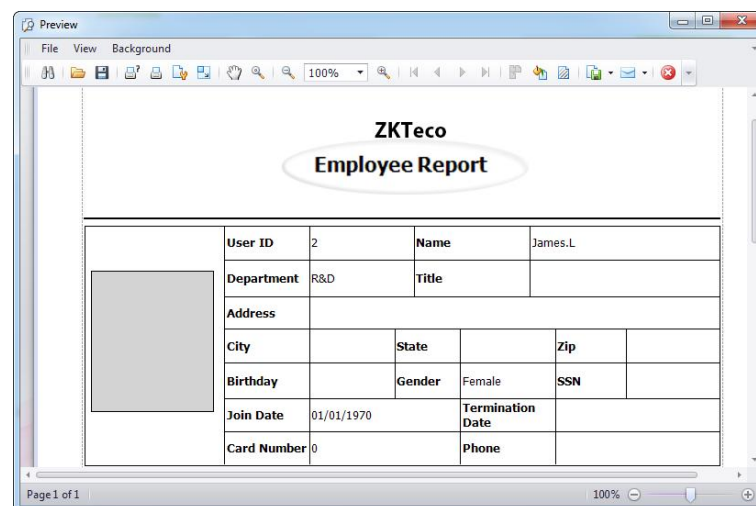 Preview
File View Background
100%
ZKTeco
Employee Report
User ID 2 Name James.L
Department R&D Title
Address
City State Zip
Birthday Gender Female SSN
Join Date 01/01/1970 Termination Date
Card Number 0 Phone
Page 1 of 1 100%